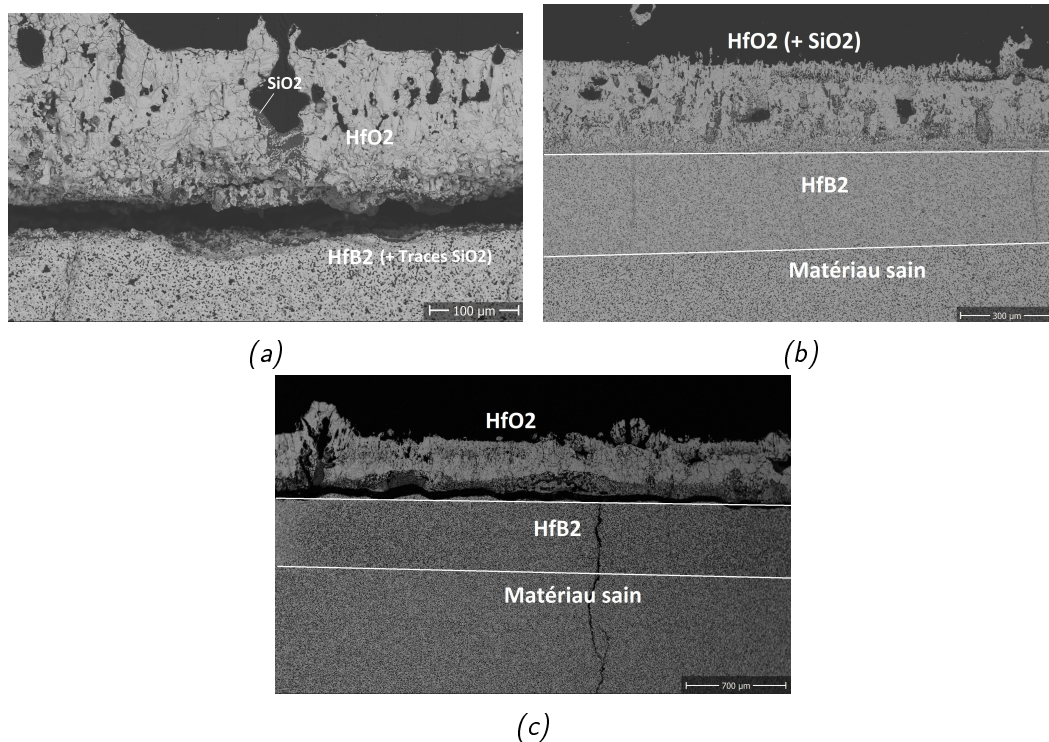 SiO2
HfO2
HfB2 (+ Traces SiO2)
100 µm
(a)
HfO2 (+ SiO2)
HfB2
Matériau sain
300 µm
(b)
HfO2
HfB2
Matériau sain
700 µm
(c)